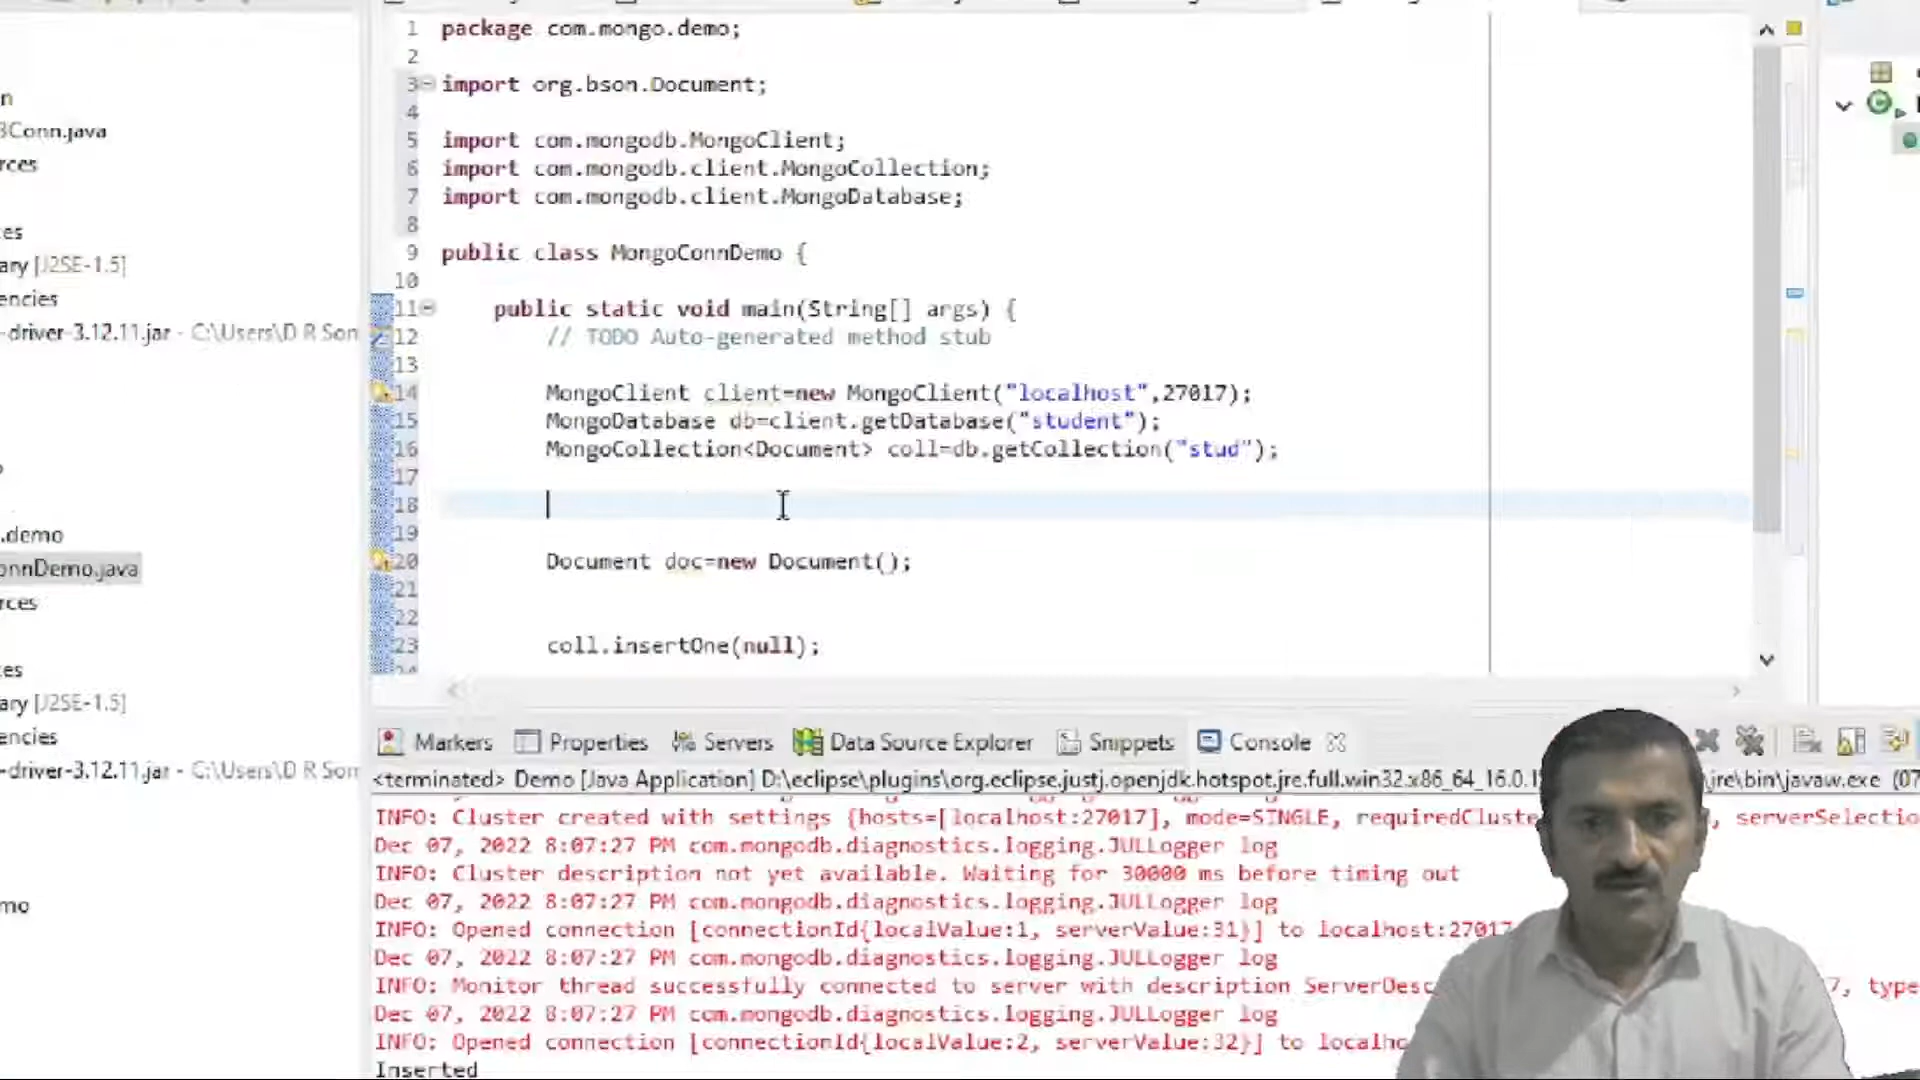 1 package com.mongo.demo;
2
3 import org.bson.Document;
4
5 import com.mongodb.MongoClient;
6 import com.mongodb.client.MongoCollection;
7 import com.mongodb.client.MongoDatabase;
8
9 public class MongoConnDemo {
10
11 public static void main(String[] args) {
12 // TODO Auto-generated method stub
13
14 MongoClient client=new MongoClient("localhost",27017);
15 MongoDatabase db=client.getDatabase("student");
16 MongoCollection<Document> coll=db.getCollection("stud");
17
18
19
20 Document doc=new Document();
21
22
23 coll.insertOne(null);
24
n
3Conn.java
rces
es
ary [J2SE-1.5]
encies
-driver-3.12.11.jar - C:\Users\D R Som
.demo
onnDemo.java
rces
es
ary [J2SE-1.5]
encies
-driver-3.12.11.jar - C:\Users\D R Som
mo
Markers Properties Servers Data Source Explorer Snippets Console
<terminated> Demo [Java Application] D:\eclipse\plugins\org.eclipse.justj.openjdk.hotspot.jre.full.win32.x86_64_16.0.1 jre\bin\javaw.exe (07
INFO: Cluster created with settings {hosts=[localhost:27017], mode=SINGLE, requiredCluste , serverSelectio
Dec 07, 2022 8:07:27 PM com.mongodb.diagnostics.logging.JULLogger log
INFO: Cluster description not yet available. Waiting for 30000 ms before timing out
Dec 07, 2022 8:07:27 PM com.mongodb.diagnostics.logging.JULLogger log
INFO: Opened connection [connectionId{localValue:1, serverValue:31}] to localhost:27017
Dec 07, 2022 8:07:27 PM com.mongodb.diagnostics.logging.JULLogger log
INFO: Monitor thread successfully connected to server with description ServerDesc 7, type
Dec 07, 2022 8:07:27 PM com.mongodb.diagnostics.logging.JULLogger log
INFO: Opened connection [connectionId{localValue:2, serverValue:32}] to localho
Inserted